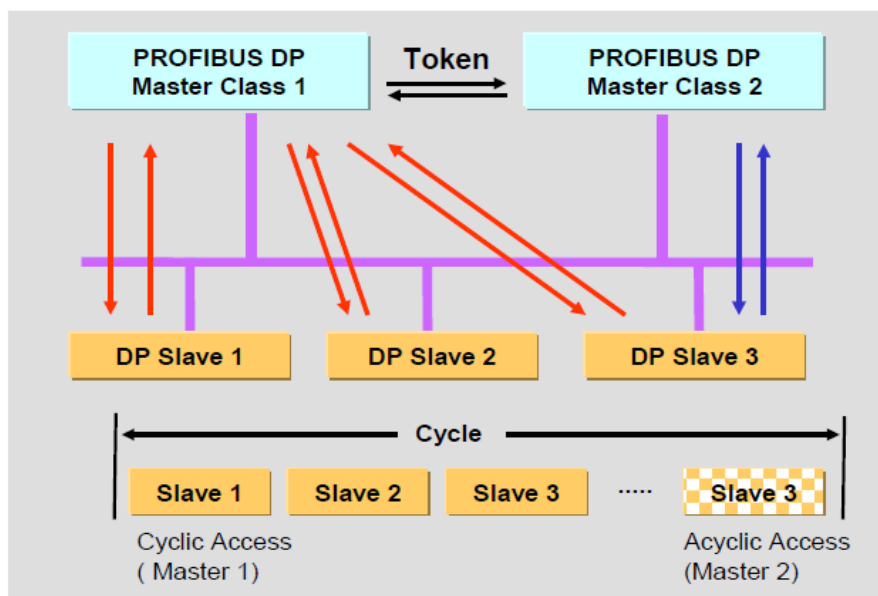 PROFIBUS DP
Master Class 1
Token
PROFIBUS DP
Master Class 2
DP Slave 1
DP Slave 2
DP Slave 3
Cycle
Slave 1
Slave 2
Slave 3
.....
Slave 3
Cyclic Access
( Master 1)
Acyclic Access
(Master 2)